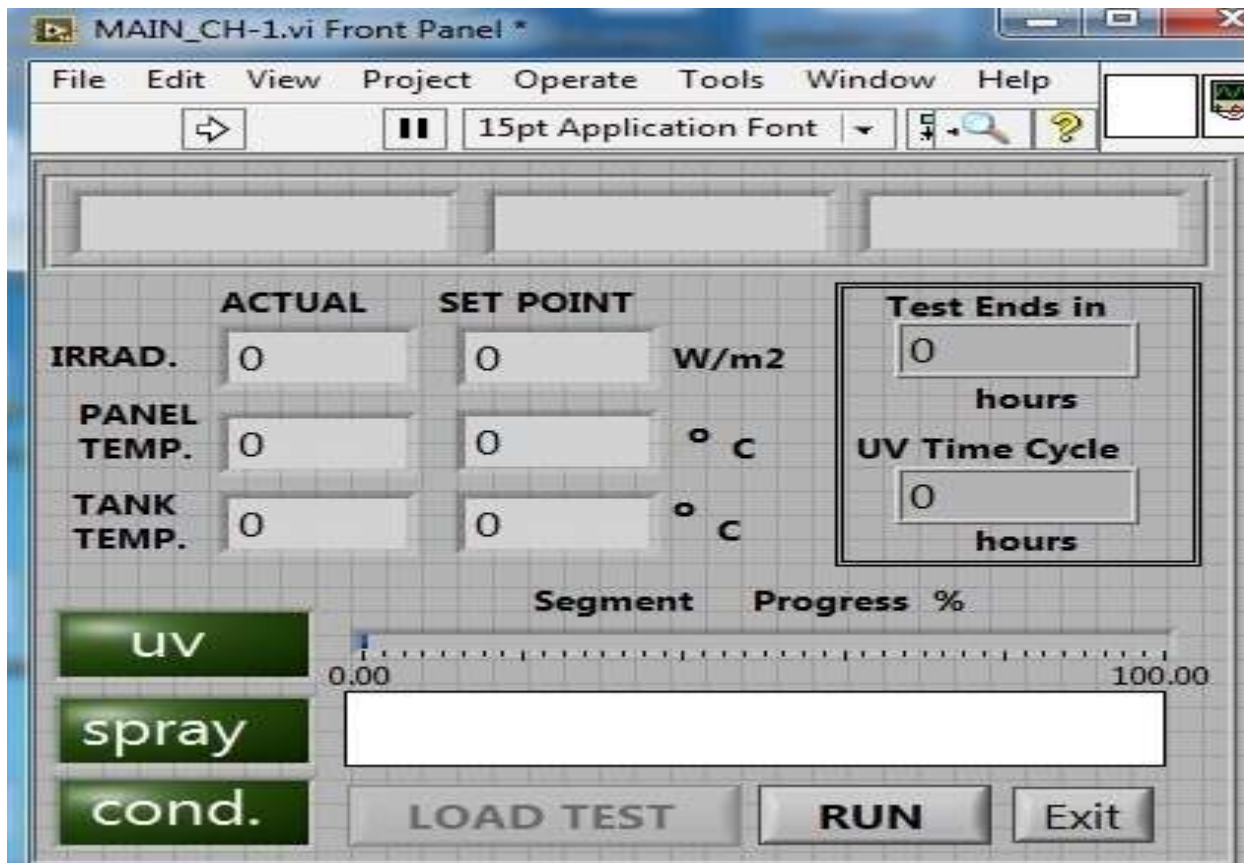 MAIN_CH-1.vi Front Panel *
File Edit View Project Operate Tools Window Help
15pt Application Font
ACTUAL SET POINT
Test Ends in
IRRAD. 0 0 W/m2
0
hours
PANEL
TEMP. 0 0 ° C
UV Time Cycle
0
hours
TANK
TEMP. 0 0 ° C
Segment Progress %
uv
0.00 100.00
spray
cond.
LOAD TEST RUN Exit